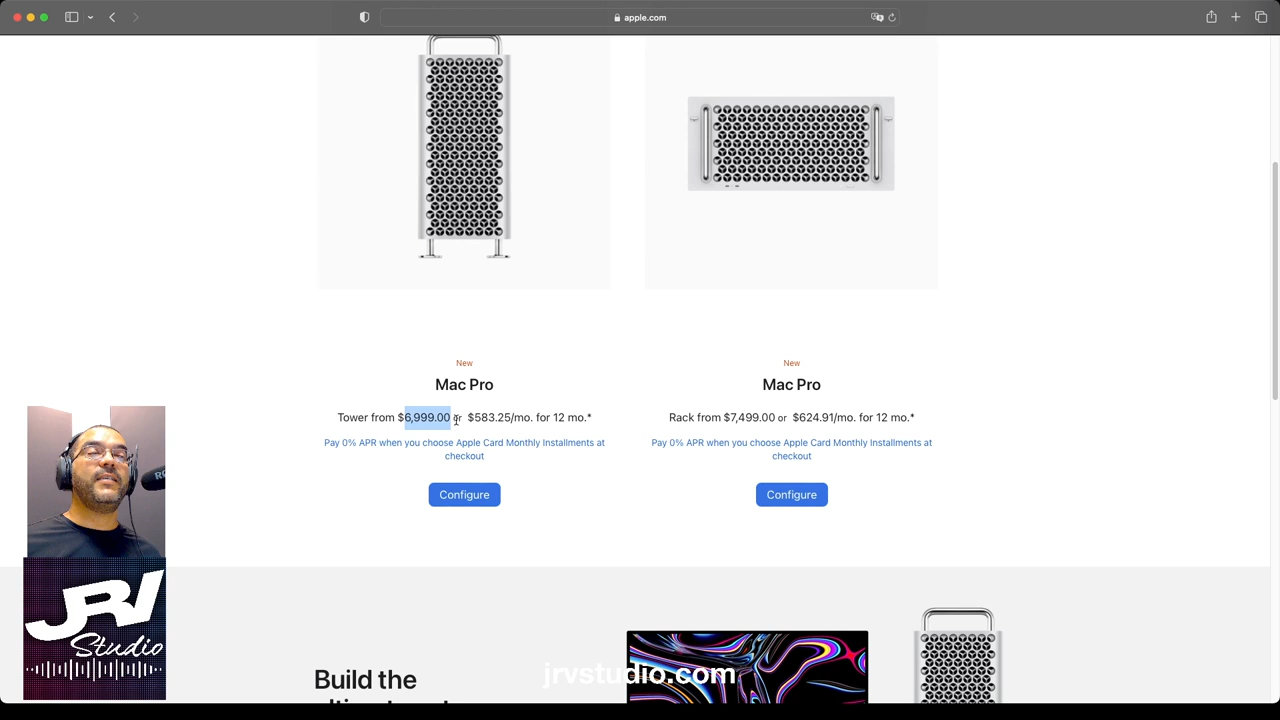 apple.com
New
Mac Pro
Tower from $6,999.00 or $583.25/mo. for 12 mo.*
Pay 0% APR when you choose Apple Card Monthly Installments at
checkout
Configure
New
Mac Pro
Rack from $7,499.00 or $624.91/mo. for 12 mo.*
Pay 0% APR when you choose Apple Card Monthly Installments at
checkout
Configure
JRV
Studio
Build the
jrvstudio.com